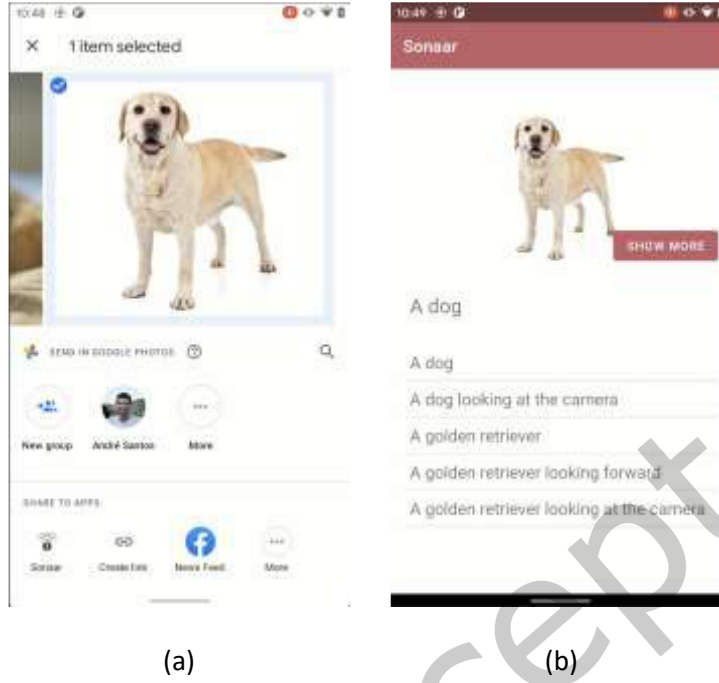 10:48
1 item selected
SEND IN GOOGLE PHOTOS
New group
André Santos
More
SHARE TO APPS
Sonaar
Create link
News Feed
More
(a)
10:49
Sonaar
SHOW MORE
A dog
A dog
A dog looking at the camera
A golden retriever
A golden retriever looking forward
A golden retriever looking at the camera
(b)